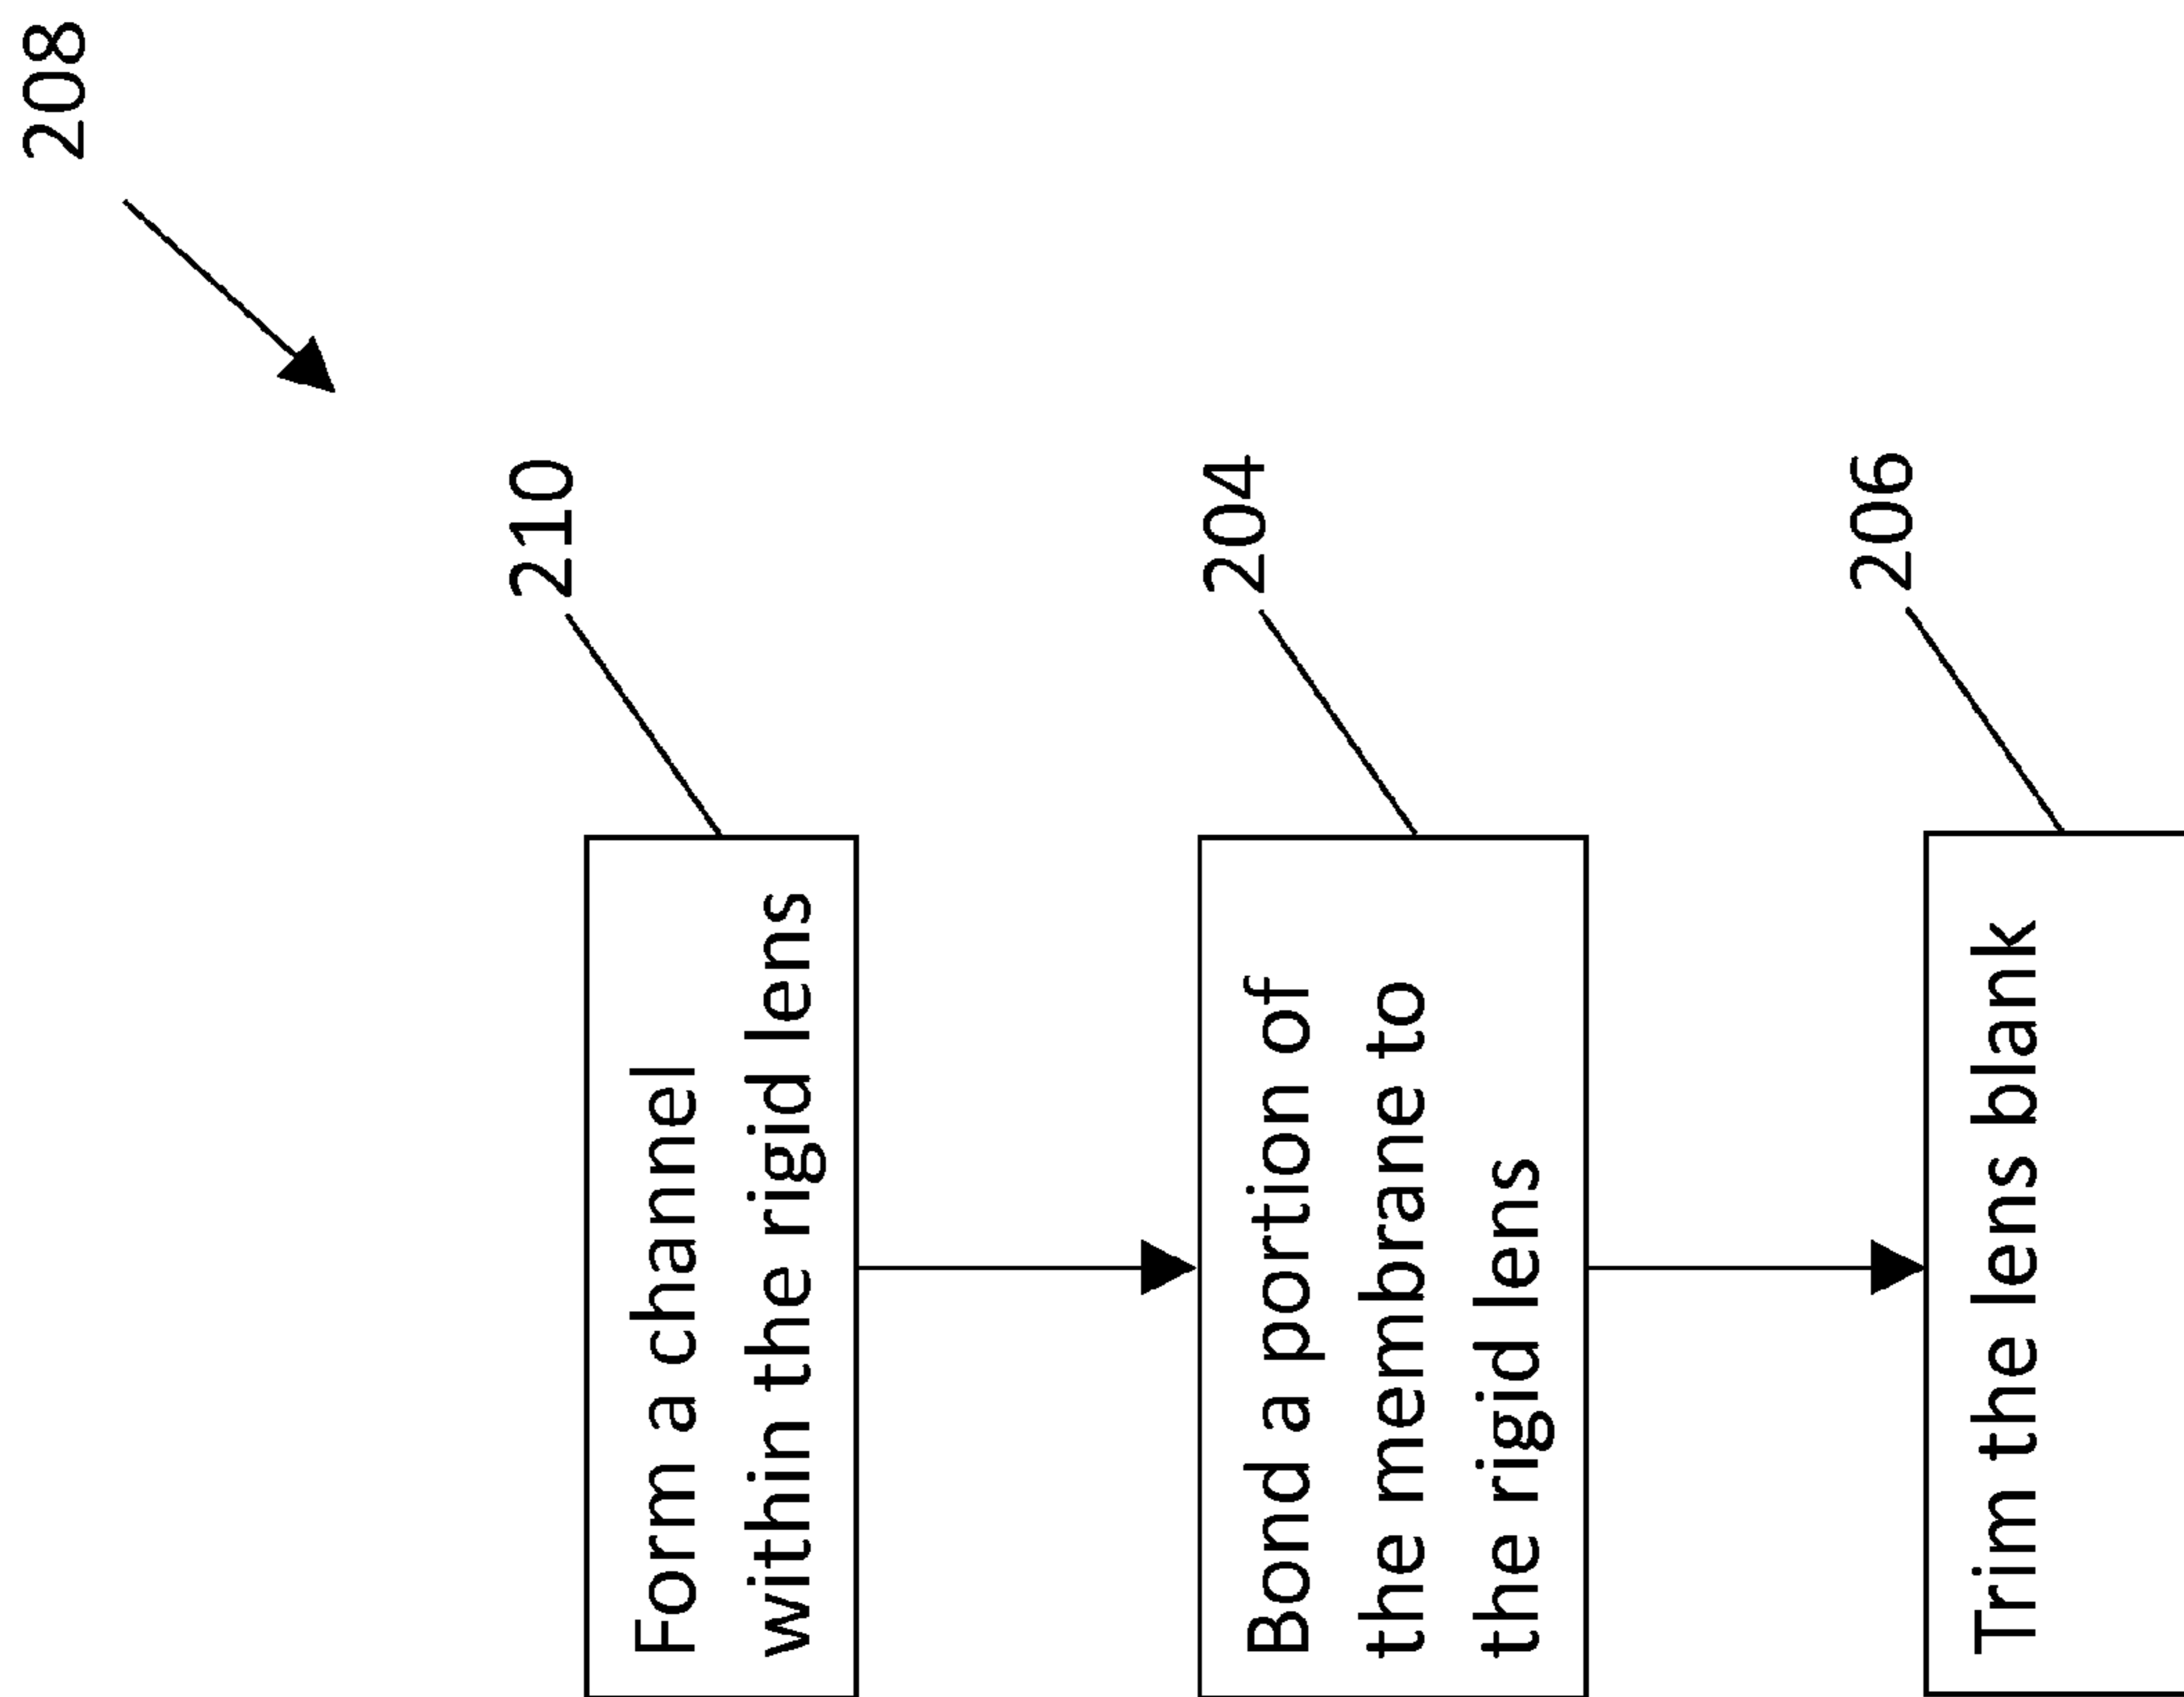 208
210
Form a channel
within the rigid lens
204
Bond a portion of
the membrane to
the rigid lens
206
Trim the lens blank